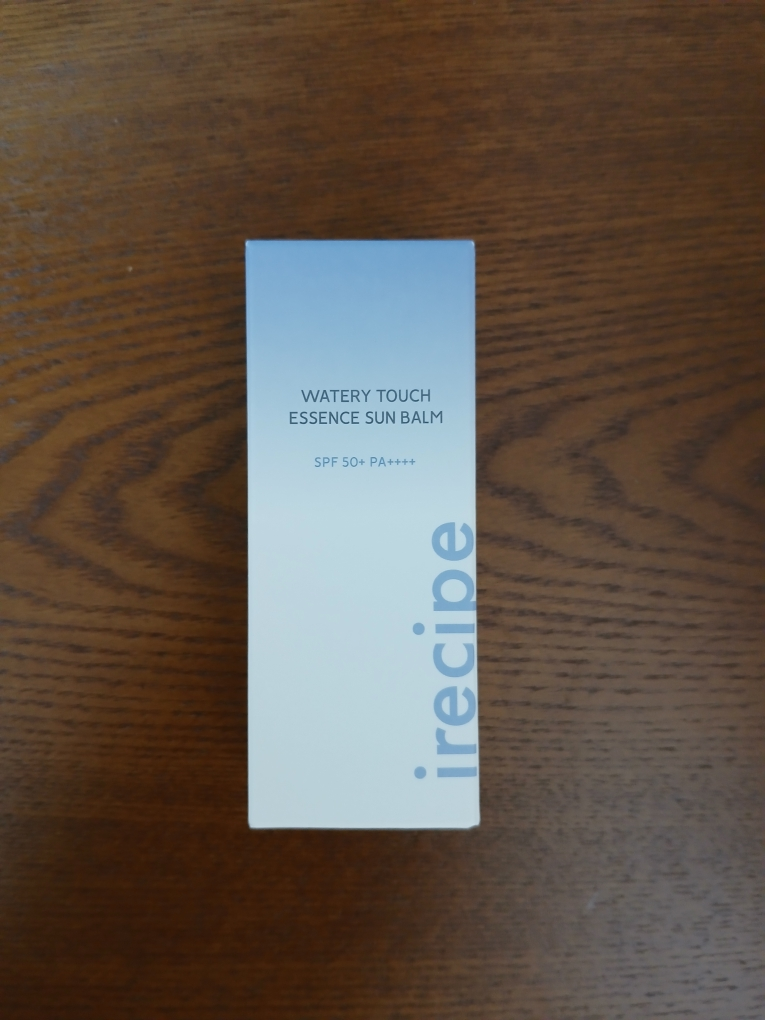 WATERY TOUCH
ESSENCE SUN BALM
SPF 50+ PA++++
irecipe